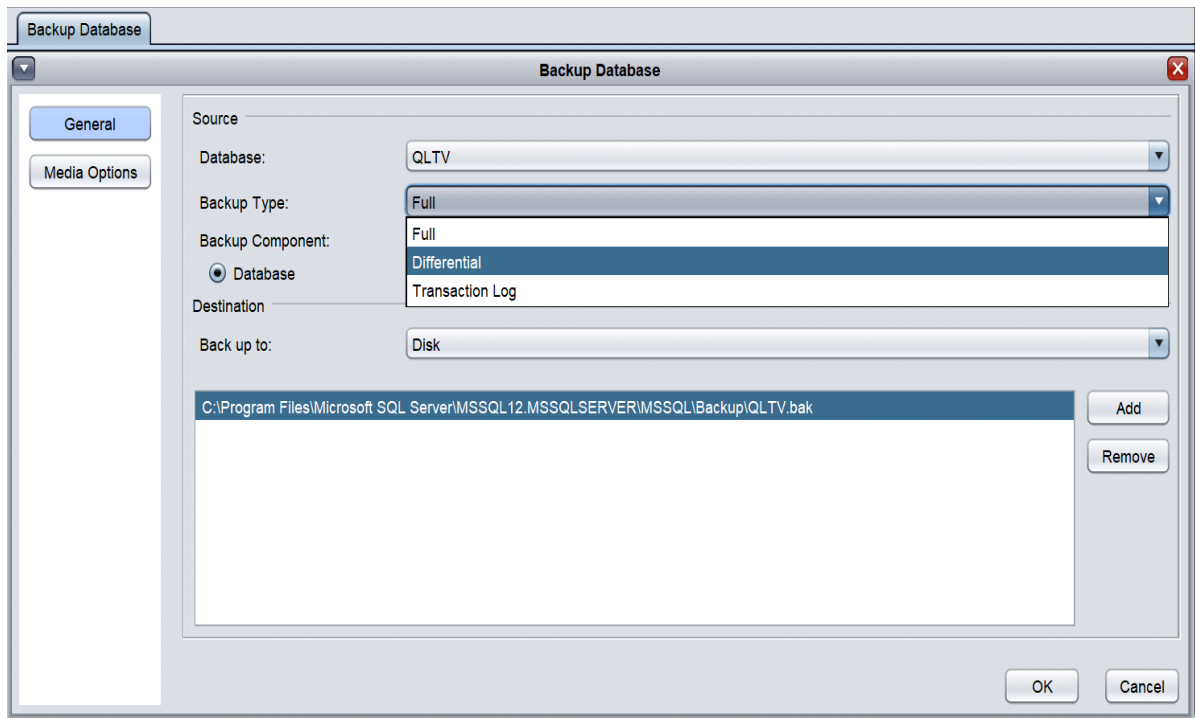 Backup Database
Backup Database
General
Media Options
Source
Database:
QLTV
Backup Type:
Full
Full
Differential
Transaction Log
Backup Component:
Database
Destination
Back up to:
Disk
C:\Program Files\Microsoft SQL Server\MSSQL12.MSSQLSERVER\MSSQL\Backup\QLTV.bak
Add
Remove
OK
Cancel